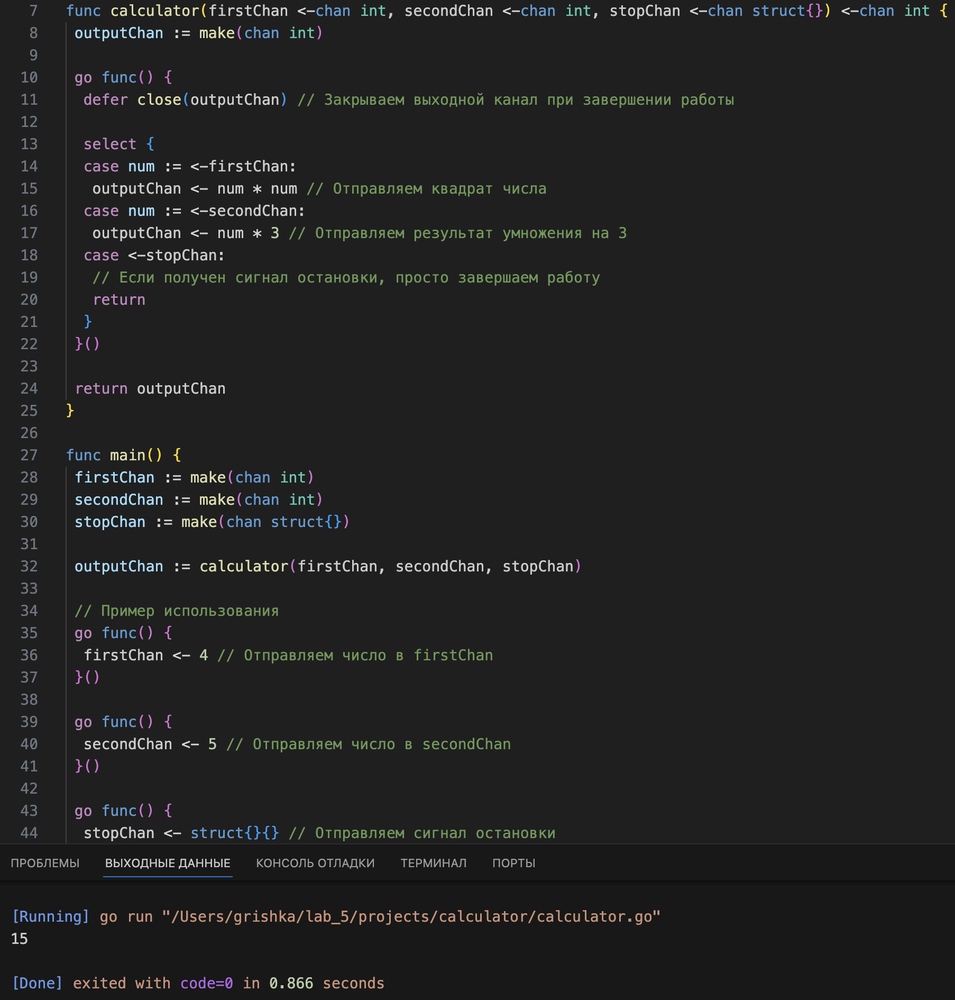 7 func calculator(firstChan <-chan int, secondChan <-chan int, stopChan <-chan struct{}) <-chan int {
8 outputChan := make(chan int)
9
10 go func() {
11 defer close(outputChan) // Закрываем выходной канал при завершении работы
12
13 select {
14 case num := <-firstChan:
15 outputChan <- num * num // Отправляем квадрат числа
16 case num := <-secondChan:
17 outputChan <- num * 3 // Отправляем результат умножения на 3
18 case <-stopChan:
19 // Если получен сигнал остановки, просто завершаем работу
20 return
21 }
22 }()
23
24 return outputChan
25 }
26
27 func main() {
28 firstChan := make(chan int)
29 secondChan := make(chan int)
30 stopChan := make(chan struct{})
31
32 outputChan := calculator(firstChan, secondChan, stopChan)
33
34 // Пример использования
35 go func() {
36 firstChan <- 4 // Отправляем число в firstChan
37 }()
38
39 go func() {
40 secondChan <- 5 // Отправляем число в secondChan
41 }()
42
43 go func() {
44 stopChan <- struct{}{} // Отправляем сигнал остановки
ПРОБЛЕМЫ ВЫХОДНЫЕ ДАННЫЕ КОНСОЛЬ ОТЛАДКИ ТЕРМИНАЛ ПОРТЫ
[Running] go run "/Users/grishka/lab_5/projects/calculator/calculator.go"
15
[Done] exited with code=0 in 0.866 seconds